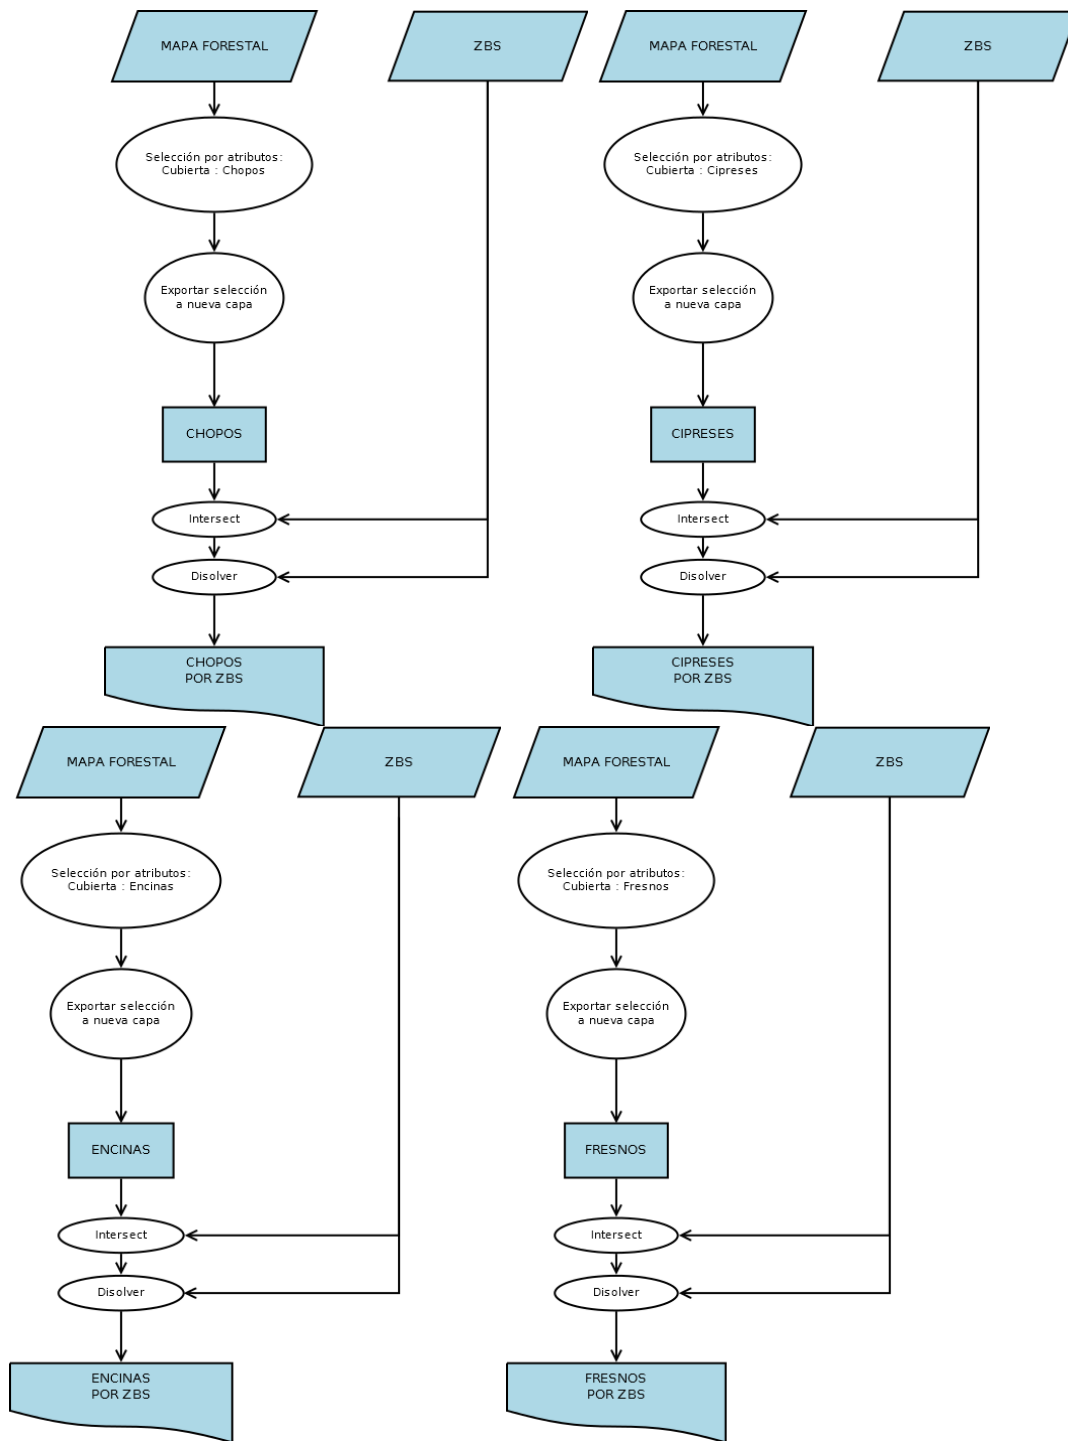 MAPA FORESTAL
ZBS
MAPA FORESTAL
ZBS
Selección por atributos:
Cubierta : Chopos
Selección por atributos:
Cubierta : Cipreses
Exportar selección
a nueva capa
Exportar selección
a nueva capa
CHOPOS
CIPRESES
Intersect
Intersect
Disolver
Disolver
CHOPOS
POR ZBS
CIPRESES
POR ZBS
MAPA FORESTAL
ZBS
MAPA FORESTAL
ZBS
Selección por atributos:
Cubierta : Encinas
Selección por atributos:
Cubierta : Fresnos
Exportar selección
a nueva capa
Exportar selección
a nueva capa
ENCINAS
FRESNOS
Intersect
Intersect
Disolver
Disolver
ENCINAS
POR ZBS
FRESNOS
POR ZBS